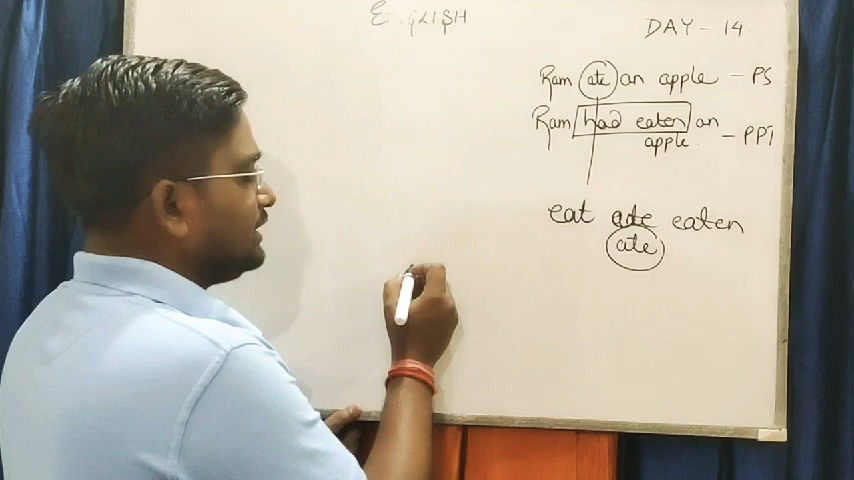 ENGLISH
DAY - 14
Ram ate an apple - PS
Ram had eaten an
apple. - PPT
eat ate eaten
ate